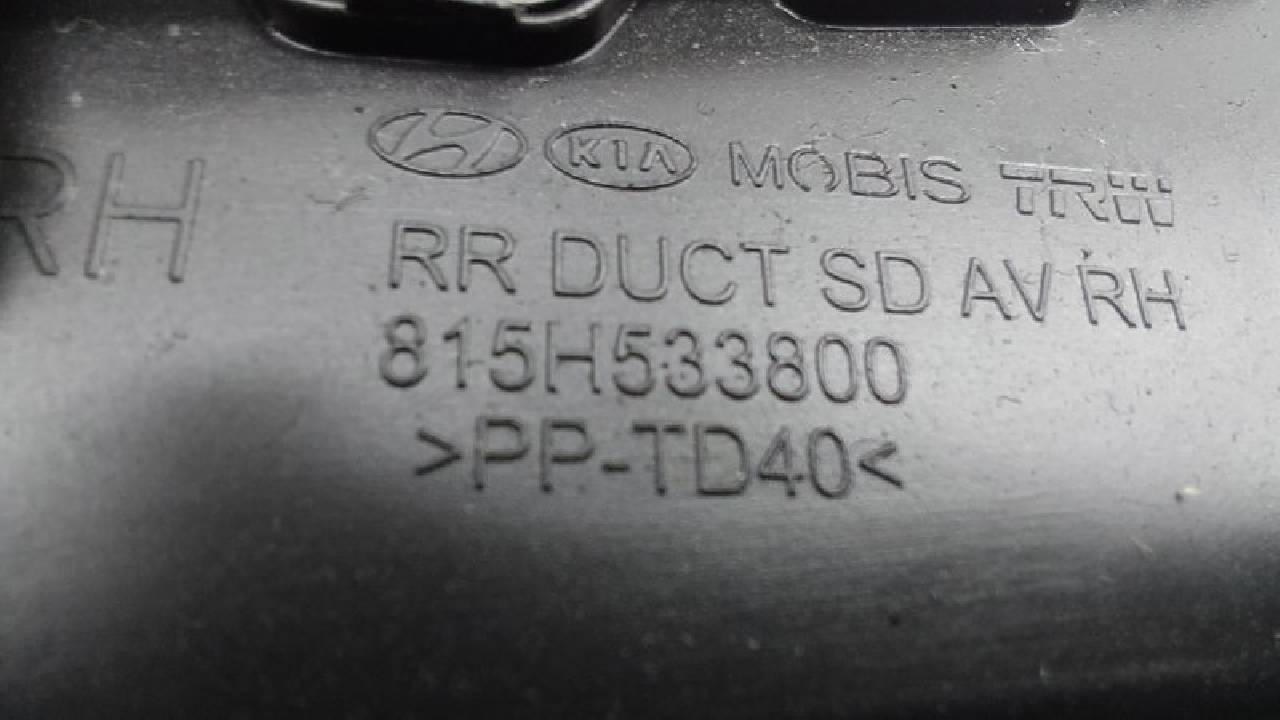 RH
KIA MOBIS TRW
RR DUCT SD AV RH
815H533800
>PP-TD40<